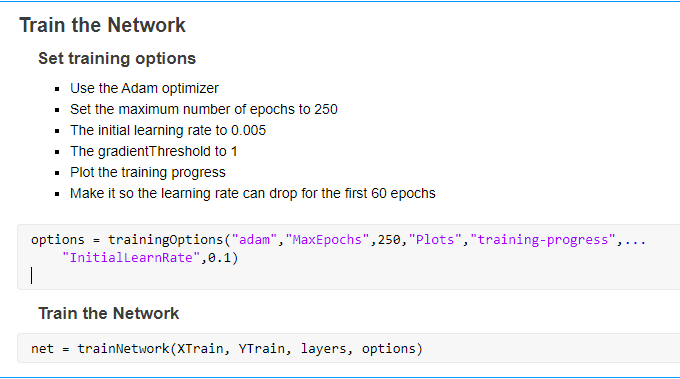 Train the Network
Set training options
Use the Adam optimizer
Set the maximum number of epochs to 250
The initial learning rate to 0.005
The gradientThreshold to 1
Plot the training progress
Make it so the learning rate can drop for the first 60 epochs
options = trainingOptions("adam","MaxEpochs",250,"Plots","training-progress",...
"InitialLearnRate",0.1)
Train the Network
net = trainNetwork(XTrain, YTrain, layers, options)